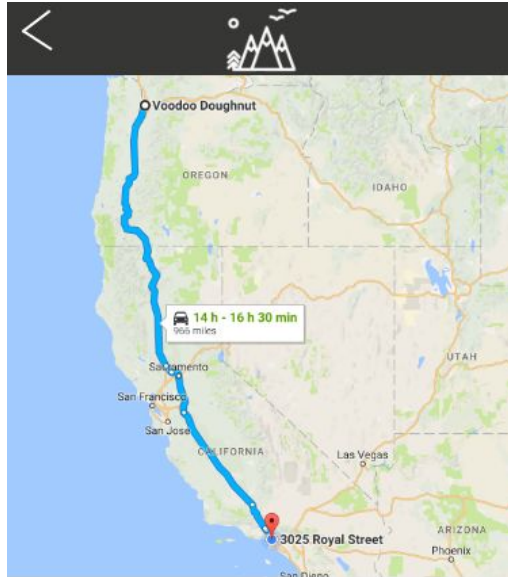 Voodoo Doughnut
OREGON
IDAHO
14 h - 16 h 30 min
966 miles
Sacramento
UTAH
San Francisco
San Jose
CALIFORNIA
Las Vegas
3025 Royal Street
ARIZONA
Phoenix
San Diego